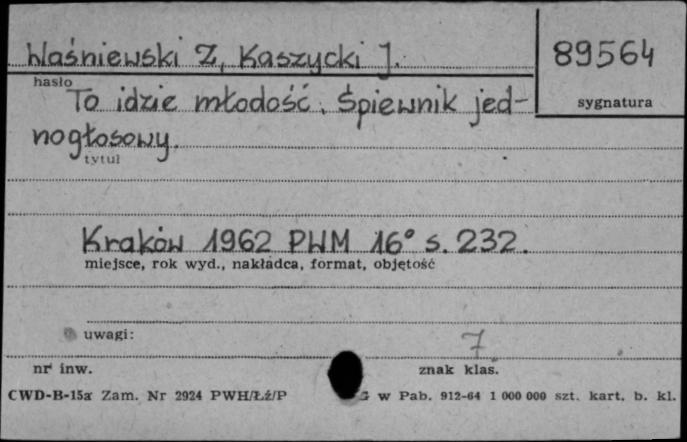 Waśniewski Z, Kaszycki J.
89564
hasło
sygnatura
To idzie młodość. Śpiewnik jed-
nogłosowy.
tytuł
Kraków 1962 PWM 16° s. 232.
miejsce, rok wyd., nakładca, format, objętość
uwagi:
7
nr inw.
znak klas.
CWD-B-15a Zam. Nr 2924 PWH/Łź/P G w Pab. 912-64 1 000 000 szt. kart. b. kl.